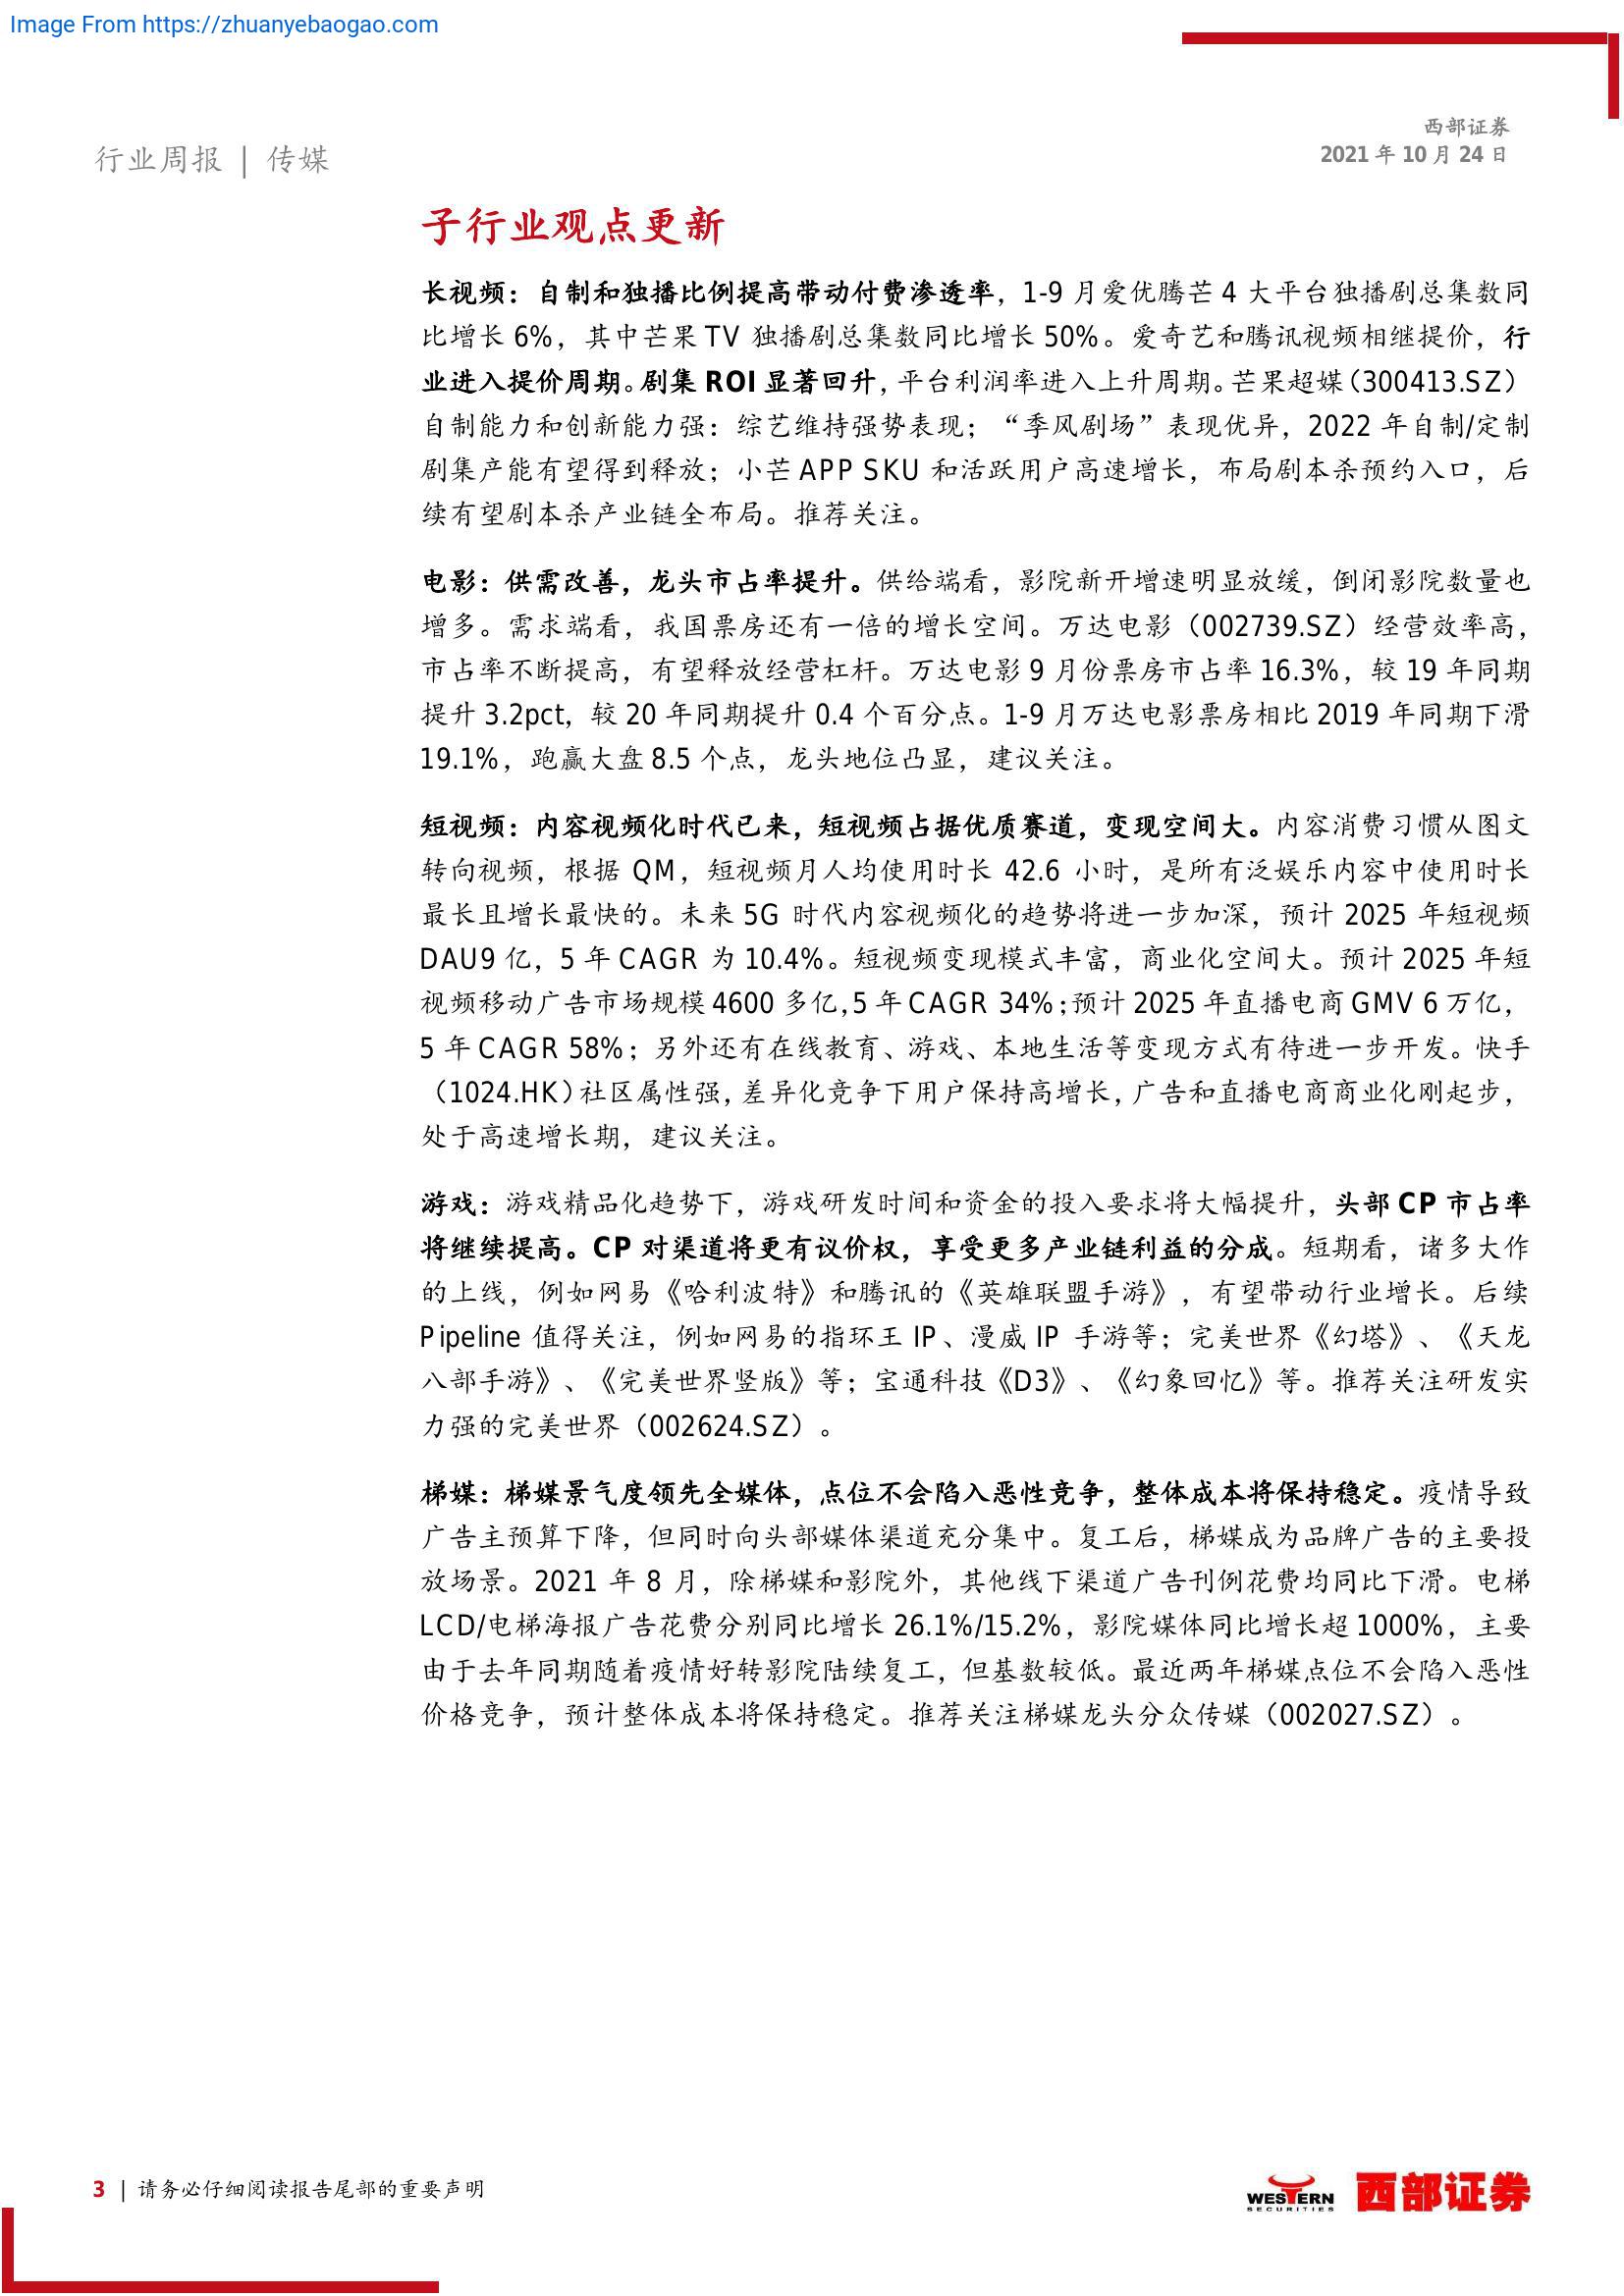 Image From https://zhuanyebaogao.com
西部证券
2021 年 10 月 24 日
行业周报 | 传媒
子行业观点更新
长视频：自制和独播比例提高带动付费渗透率，1-9 月爱优腾芒 4 大平台独播剧总集数同
比增长 6%，其中芒果 TV 独播剧总集数同比增长 50%。爱奇艺和腾讯视频相继提价，行
业进入提价周期。剧集 ROI 显著回升，平台利润率进入上升周期。芒果超媒（300413.SZ）
自制能力和创新能力强：综艺维持强势表现；“季风剧场”表现优异，2022 年自制/定制
剧集产能有望得到释放；小芒 APP SKU 和活跃用户高速增长，布局剧本杀预约入口，后
续有望剧本杀产业链全布局。推荐关注。
电影：供需改善，龙头市占率提升。供给端看，影院新开增速明显放缓，倒闭影院数量也
增多。需求端看，我国票房还有一倍的增长空间。万达电影（002739.SZ）经营效率高，
市占率不断提高，有望释放经营杠杆。万达电影 9 月份票房市占率 16.3%，较 19 年同期
提升 3.2pct，较 20 年同期提升 0.4 个百分点。1-9 月万达电影票房相比 2019 年同期下滑
19.1%，跑赢大盘 8.5 个点，龙头地位凸显，建议关注。
短视频：内容视频化时代已来，短视频占据优质赛道，变现空间大。内容消费习惯从图文
转向视频，根据 QM，短视频月人均使用时长 42.6 小时，是所有泛娱乐内容中使用时长
最长且增长最快的。未来 5G 时代内容视频化的趋势将进一步加深，预计 2025 年短视频
DAU9 亿，5 年 CAGR 为 10.4%。短视频变现模式丰富，商业化空间大。预计 2025 年短
视频移动广告市场规模 4600 多亿，5 年 CAGR 34%；预计 2025 年直播电商 GMV 6 万亿，
5 年 CAGR 58%；另外还有在线教育、游戏、本地生活等变现方式有待进一步开发。快手
（1024.HK）社区属性强，差异化竞争下用户保持高增长，广告和直播电商商业化刚起步，
处于高速增长期，建议关注。
游戏：游戏精品化趋势下，游戏研发时间和资金的投入要求将大幅提升，头部 CP 市占率
将继续提高。CP 对渠道将更有议价权，享受更多产业链利益的分成。短期看，诸多大作
的上线，例如网易《哈利波特》和腾讯的《英雄联盟手游》，有望带动行业增长。后续
Pipeline 值得关注，例如网易的指环王 IP、漫威 IP 手游等；完美世界《幻塔》、《天龙
八部手游》、《完美世界竖版》等；宝通科技《D3》、《幻象回忆》等。推荐关注研发实
力强的完美世界（002624.SZ）。
梯媒：梯媒景气度领先全媒体，点位不会陷入恶性竞争，整体成本将保持稳定。疫情导致
广告主预算下降，但同时向头部媒体渠道充分集中。复工后，梯媒成为品牌广告的主要投
放场景。2021 年 8 月，除梯媒和影院外，其他线下渠道广告刊例花费均同比下滑。电梯
LCD/电梯海报广告花费分别同比增长 26.1%/15.2%，影院媒体同比增长超 1000%，主要
由于去年同期随着疫情好转影院陆续复工，但基数较低。最近两年梯媒点位不会陷入恶性
价格竞争，预计整体成本将保持稳定。推荐关注梯媒龙头分众传媒（002027.SZ）。
3 | 请务必仔细阅读报告尾部的重要声明
WESTERN
SECURITIES
西部证券